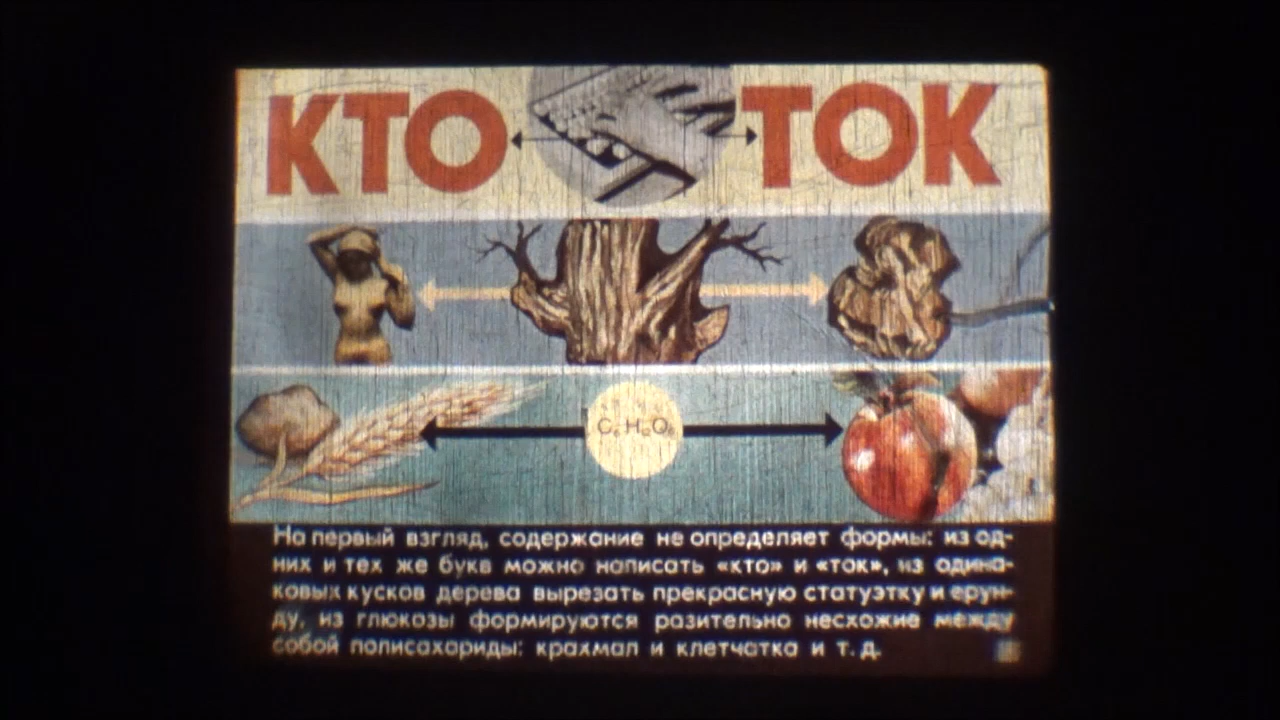 КТО ТОК
C₆H₁₂O₆
На первый взгляд, содержание не определяет формы: из од-
них и тех же букв можно написать «кто» и «ток», из одина-
ковых кусков дерева вырезать прекрасную статуэтку и ерун-
ду, из глюкозы формируются разительно несхожие между
собой полисахариды: крахмал и клетчатка и т. д.